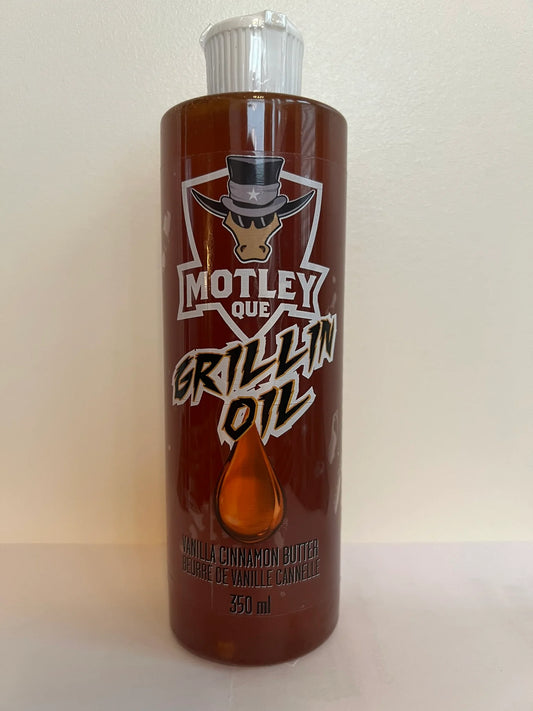 MOTLEY
QUE
GRILLIN
OIL
VANILLA CINNAMON BUTTER
BEURRE DE VANILLE CANNELLE
350 ml